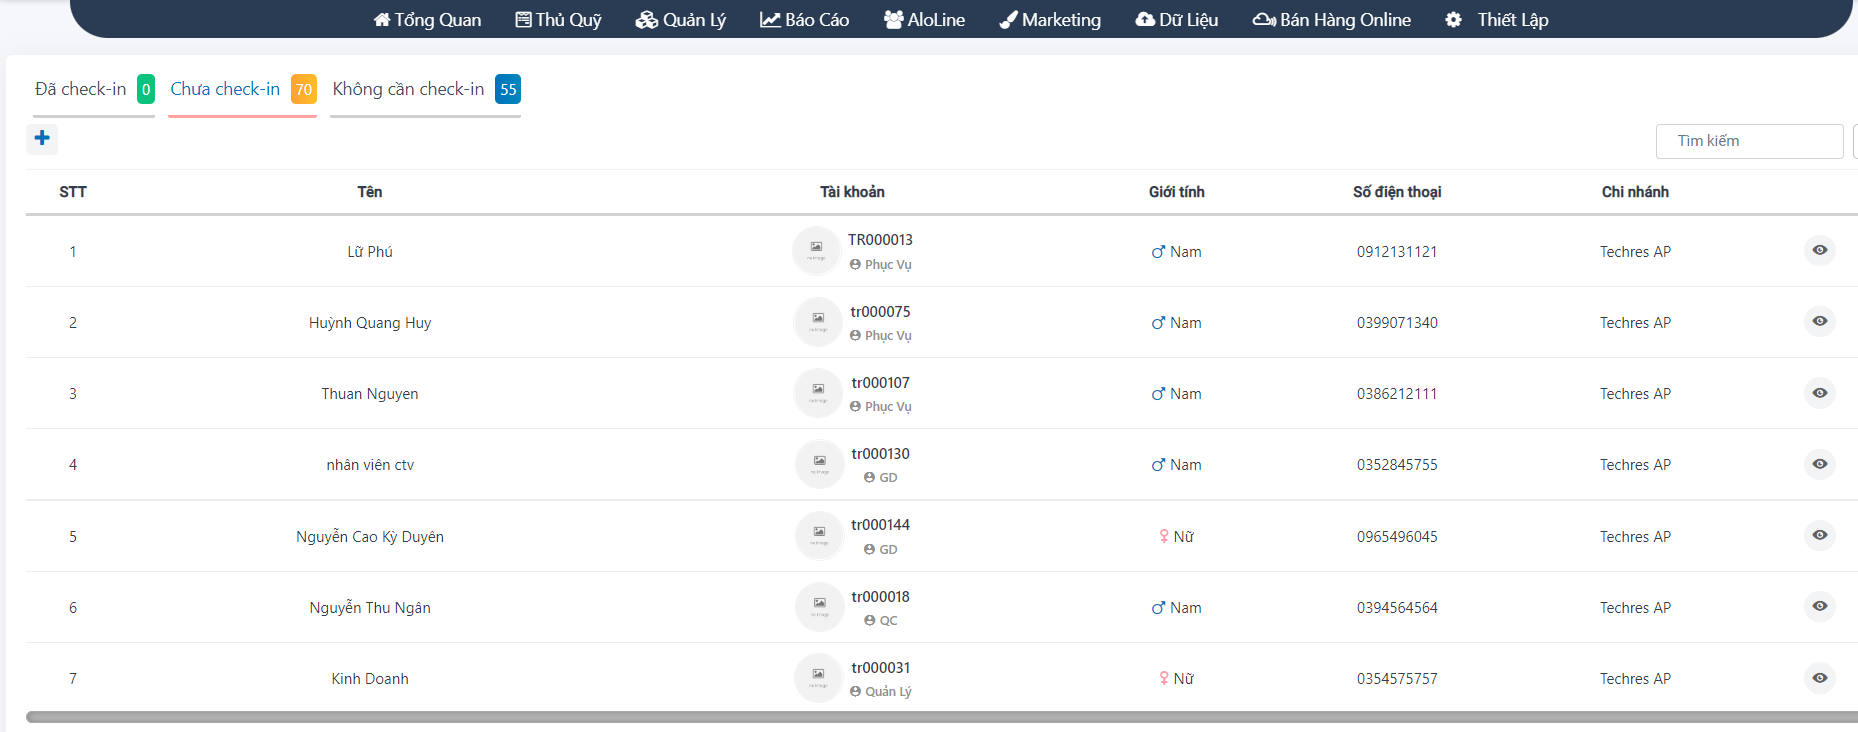 Tổng Quan Thủ Quỹ Quản Lý Báo Cáo AloLine Marketing Dữ Liệu Bán Hàng Online Thiết Lập
Đã check-in 0 Chưa check-in 70 Không cần check-in 55
Tìm kiếm
STT Tên Tài khoản Giới tính Số điện thoại Chi nhánh
1 Lữ Phú TR000013 Nam 0912131121 Techres AP
Phục Vụ
2 Huỳnh Quang Huy tr000075 Nam 0399071340 Techres AP
Phục Vụ
3 Thuan Nguyen tr000107 Nam 0386212111 Techres AP
Phục Vụ
4 nhân viên ctv tr000130 Nam 0352845755 Techres AP
GD
5 Nguyễn Cao Kỳ Duyên tr000144 Nữ 0965496045 Techres AP
GD
6 Nguyễn Thu Ngân tr000018 Nam 0394564564 Techres AP
QC
7 Kinh Doanh tr000031 Nữ 0354575757 Techres AP
Quản Lý